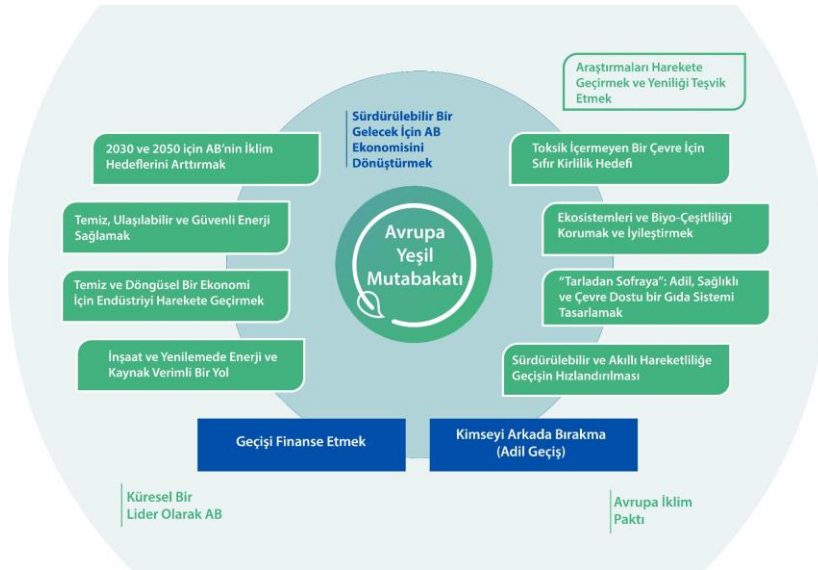 Araştırmaları Harekete
Geçirmek ve Yeniliği Teşvik
Etmek
Sürdürülebilir Bir
Gelecek İçin AB
Ekonomisini
Dönüştürmek
2030 ve 2050 için AB'nin İklim
Hedeflerini Arttırmak
Toksik İçermeyen Bir Çevre İçin
Sıfır Kirlilik Hedefi
Temiz, Ulaşılabilir ve Güvenli Enerji
Sağlamak
Avrupa
Yeşil
Mutabakatı
Ekosistemleri ve Biyo-Çeşitliliği
Korumak ve İyileştirmek
Temiz ve Döngüsel Bir Ekonomi
İçin Endüstriyi Harekete Geçirmek
"Tarladan Sofraya": Adil, Sağlıklı
ve Çevre Dostu bir Gıda Sistemi
Tasarlamak
İnşaat ve Yenilemede Enerji ve
Kaynak Verimli Bir Yol
Sürdürülebilir ve Akıllı Hareketliliğe
Geçişin Hızlandırılması
Geçişi Finanse Etmek
Kimseyi Arkada Bırakma
(Adil Geçiş)
Küresel Bir
Lider Olarak AB
Avrupa İklim
Paktı